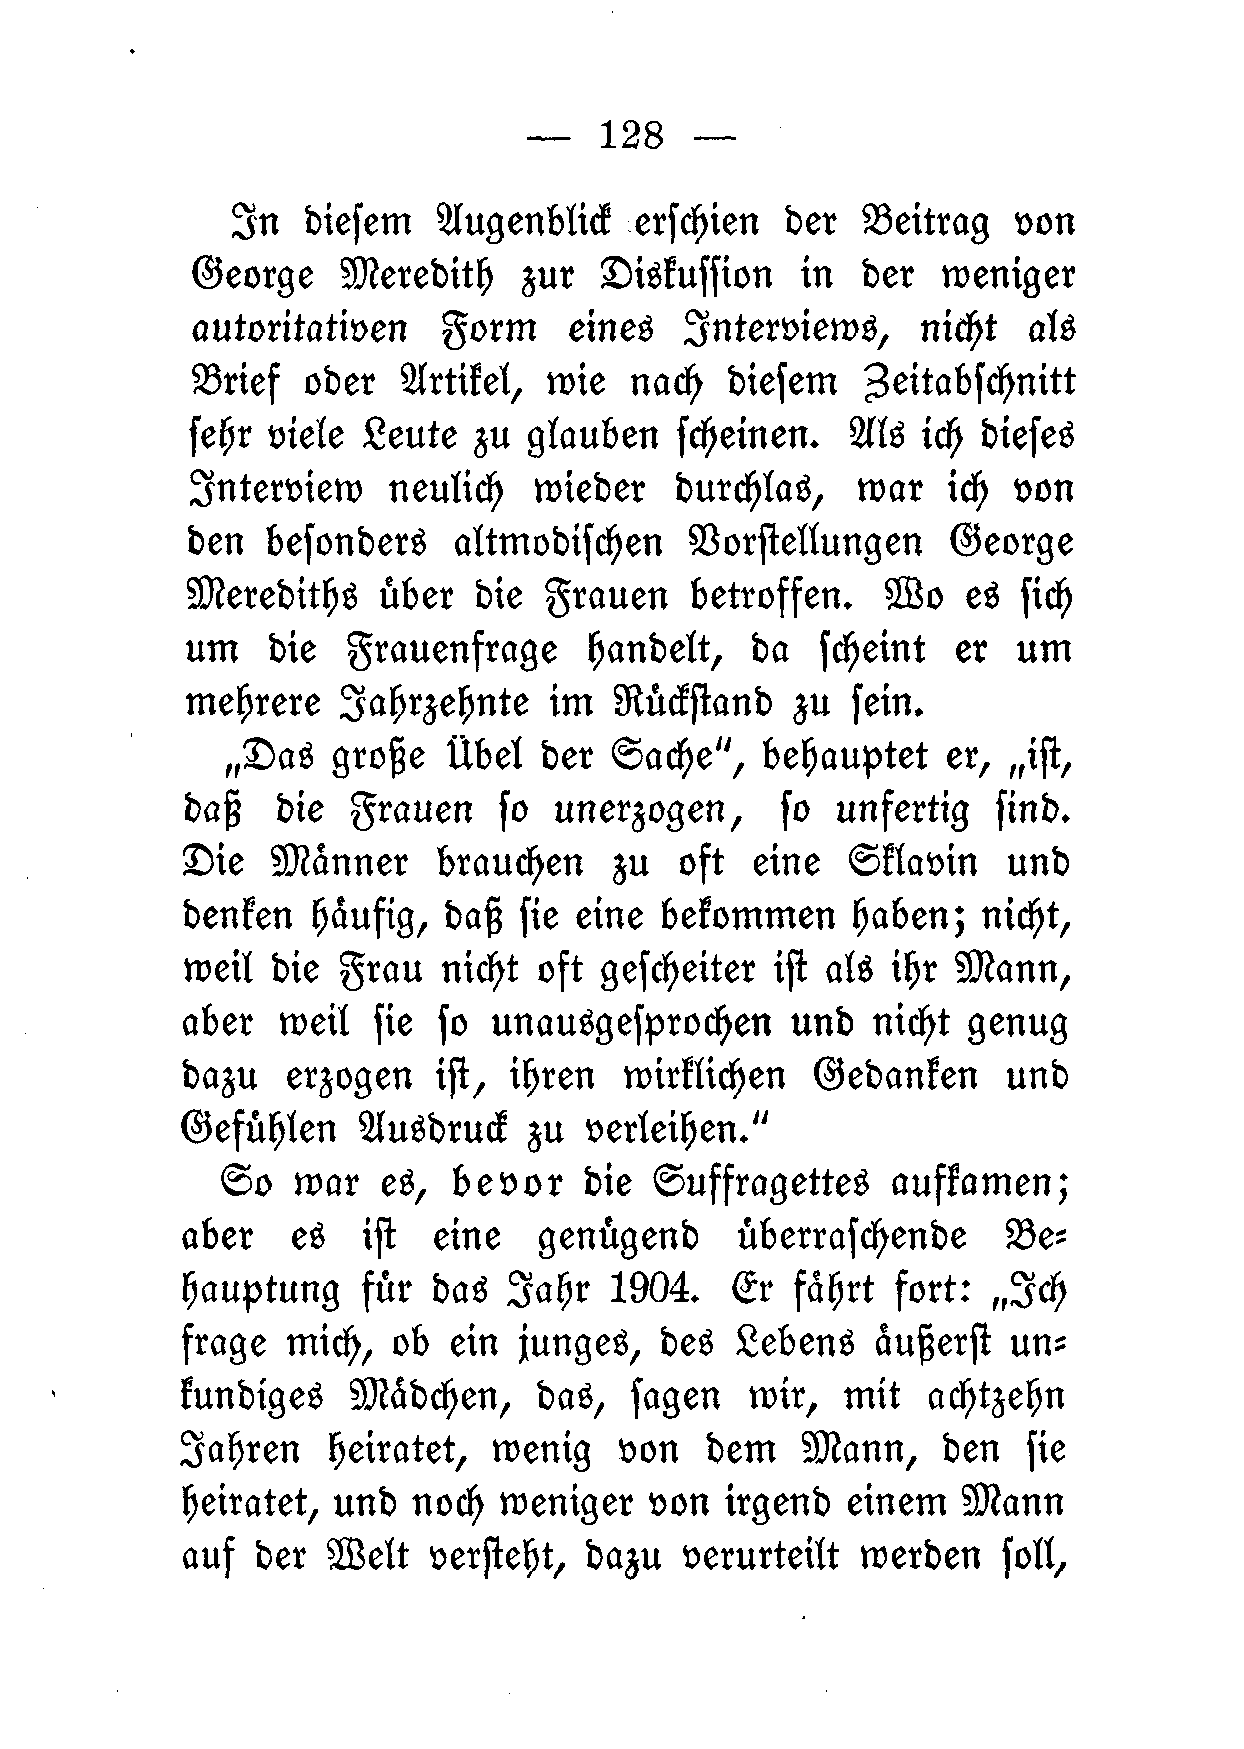 — 128 —
In diesem Augenblick erschien der Beitrag von
George Meredith zur Diskussion in der weniger
autoritativen Form eines Interviews, nicht als
Brief oder Artikel, wie nach diesem Zeitabschnitt
sehr viele Leute zu glauben scheinen. Als ich dieses
Interview neulich wieder durchlas, war ich von
den besonders altmodischen Vorstellungen George
Merediths über die Frauen betroffen. Wo es sich
um die Frauenfrage handelt, da scheint er um
mehrere Jahrzehnte im Rückstand zu sein.
„Das große Übel der Sache", behauptet er, „ist,
daß die Frauen so unerzogen, so unfertig sind.
Die Männer brauchen zu oft eine Sklavin und
denken häufig, daß sie eine bekommen haben; nicht,
weil die Frau nicht oft gescheiter ist als ihr Mann,
aber weil sie so unausgesprochen und nicht genug
dazu erzogen ist, ihren wirklichen Gedanken und
Gefühlen Ausdruck zu verleihen."
So war es, bevor die Suffragettes aufkamen;
aber es ist eine genügend überraschende Be-
hauptung für das Jahr 1904. Er fährt fort: „Ich
frage mich, ob ein junges, des Lebens äußerst un-
kundiges Mädchen, das, sagen wir, mit achtzehn
Jahren heiratet, wenig von dem Mann, den sie
heiratet, und noch weniger von irgend einem Mann
auf der Welt versteht, dazu verurteilt werden soll,